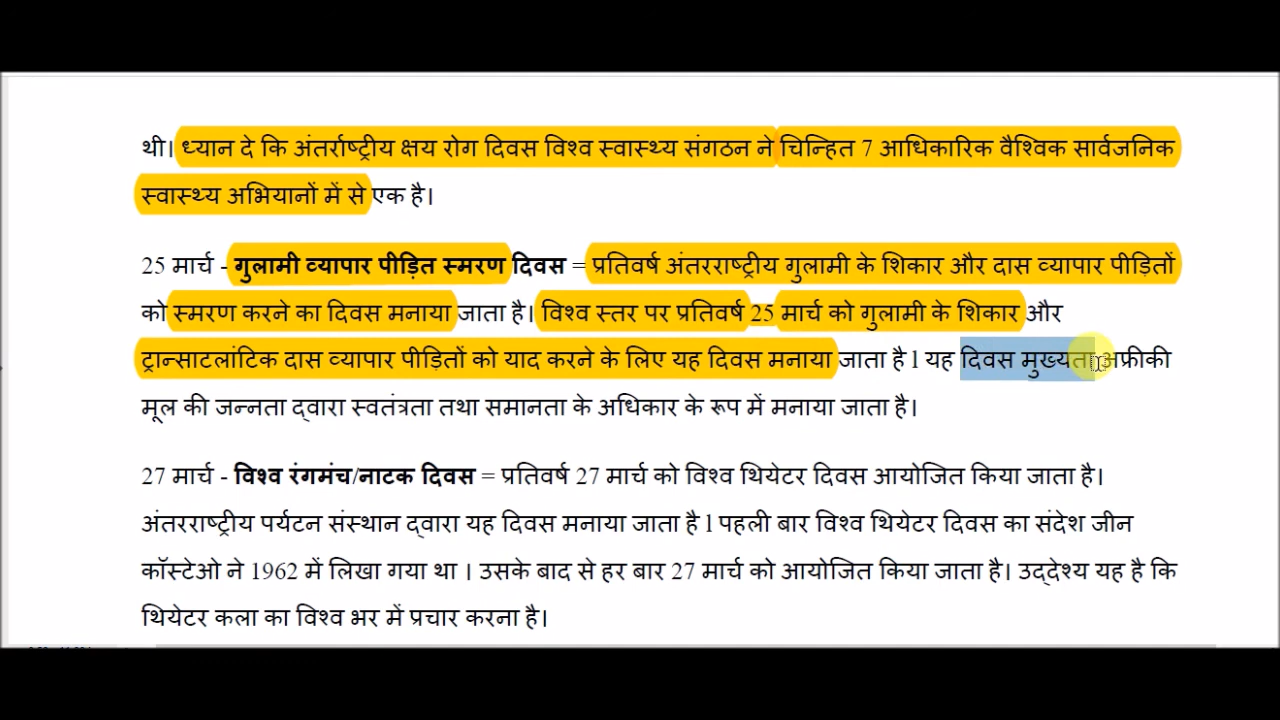 थी। ध्यान दे कि अंतर्राष्ट्रीय क्षय रोग दिवस विश्व स्वास्थ्य संगठन ने चिन्हित 7 आधिकारिक वैश्विक सार्वजनिक
स्वास्थ्य अभियानों में से एक है।
25 मार्च - गुलामी व्यापार पीड़ित स्मरण दिवस = प्रतिवर्ष अंतरराष्ट्रीय गुलामी के शिकार और दास व्यापार पीड़ितों
को स्मरण करने का दिवस मनाया जाता है। विश्व स्तर पर प्रतिवर्ष 25 मार्च को गुलामी के शिकार और
ट्रान्साटलांटिक दास व्यापार पीड़ितों को याद करने के लिए यह दिवस मनाया जाता है l यह दिवस मुख्यता अफ्रीकी
मूल की जन्नता द्वारा स्वतंत्रता तथा समानता के अधिकार के रूप में मनाया जाता है।
27 मार्च - विश्व रंगमंच/नाटक दिवस = प्रतिवर्ष 27 मार्च को विश्व थियेटर दिवस आयोजित किया जाता है।
अंतरराष्ट्रीय पर्यटन संस्थान द्वारा यह दिवस मनाया जाता है l पहली बार विश्व थियेटर दिवस का संदेश जीन
कॉस्टेओ ने 1962 में लिखा गया था । उसके बाद से हर बार 27 मार्च को आयोजित किया जाता है। उद्देश्य यह है कि
थियेटर कला का विश्व भर में प्रचार करना है।